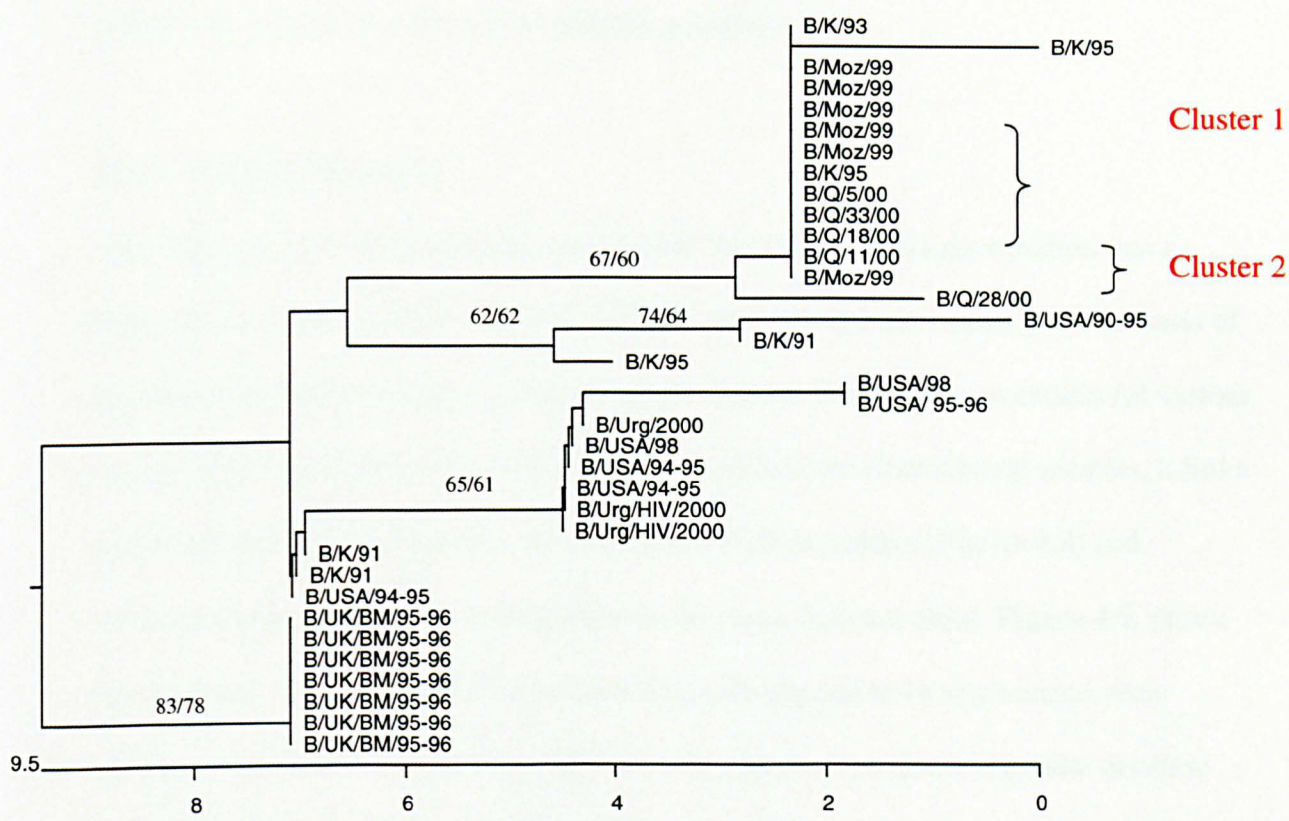 B/K/93
B/K/95
B/Moz/99
B/Moz/99
B/Moz/99
B/Moz/99
Cluster 1
B/Moz/99
B/K/95
B/Q/5/00
B/Q/33/00
B/Q/18/00
B/Q/11/00
67/60
Cluster 2
B/Moz/99
B/Q/28/00
62/62
74/64
B/USA/90-95
B/K/91
B/K/95
B/USA/98
B/USA/ 95-96
B/Urg/2000
B/USA/98
B/USA/94-95
65/61
B/USA/94-95
B/Urg/HIV/2000
B/Urg/HIV/2000
B/K/91
B/K/91
B/USA/94-95
B/UK/BM/95-96
B/UK/BM/95-96
B/UK/BM/95-96
B/UK/BM/95-96
B/UK/BM/95-96
83/78
B/UK/BM/95-96
B/UK/BM/95-96
9.5
8 6 4 2 0